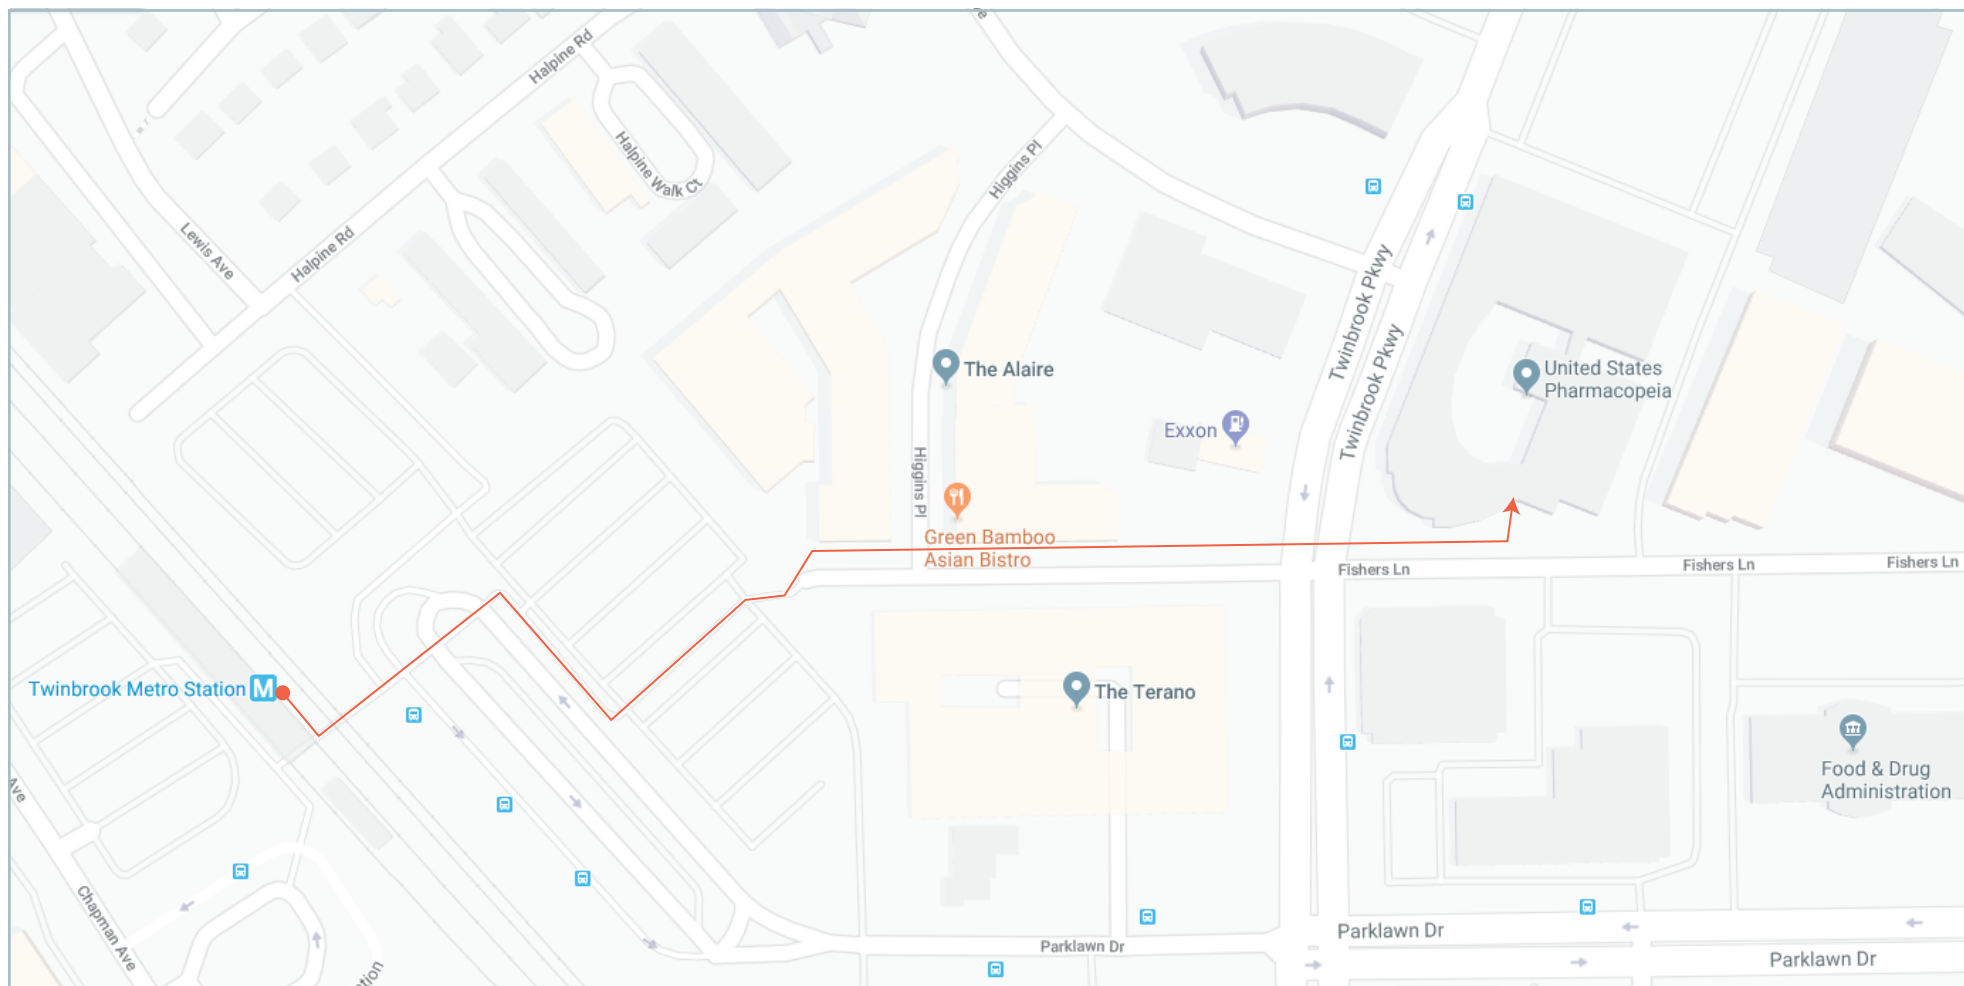 Halpine Rd
Halpine Walk Ct
Higgins Pl
Lewis Ave
Halpine Rd
Twinbrook Pkwy
Twinbrook Pkwy
The Alaire
United States
Pharmacopeia
Exxon
Higgins Pl
Green Bamboo
Asian Bistro
Fishers Ln
Fishers Ln
Fishers Ln
Twinbrook Metro Station
M
The Terano
Food & Drug
Administration
Ave
Chapman Ave
Parklawn Dr
Parklawn Dr
Parklawn Dr